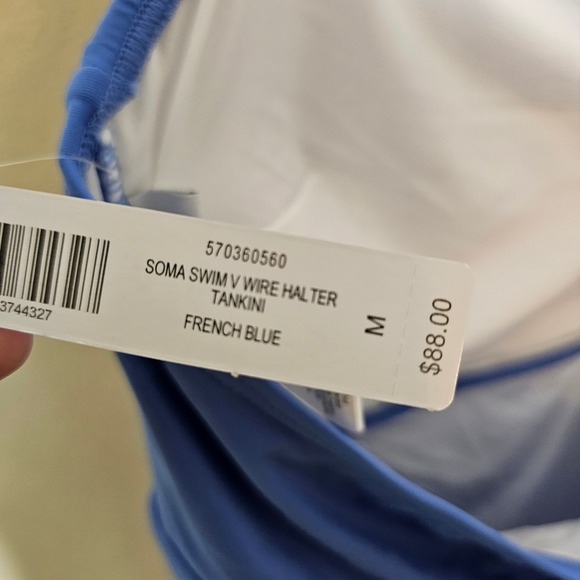 570360560
SOMA SWIM V WIRE HALTER
TANKINI
FRENCH BLUE
M
$88.00
3744327